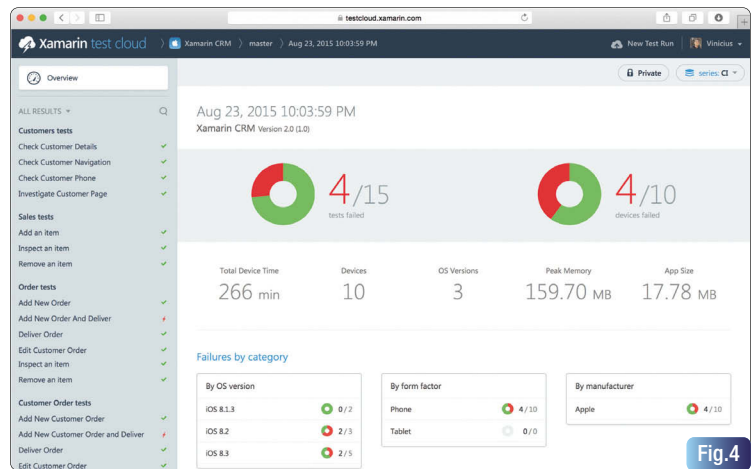 testcloud.xamarin.com
Xamarin test cloud
Xamarin CRM
master
Aug 23, 2015 10:03:59 PM
New Test Run
Vinicius
Overview
Private
series: CI
ALL RESULTS
Customers tests
Check Customer Details
Check Customer Navigation
Check Customer Phone
Investigate Customer Page
Sales tests
Add an item
Inspect an item
Remove an item
Order tests
Add New Order
Add New Order And Deliver
Deliver Order
Edit Customer Order
Inspect an item
Remove an item
Customer Order tests
Add New Customer Order
Add New Customer Order and Deliver
Deliver Order
Edit Customer Order
Aug 23, 2015 10:03:59 PM
Xamarin CRM Version 2.0 (1.0)
4/15
tests failed
4/10
devices failed
Total Device Time
266 min
Devices
10
OS Versions
3
Peak Memory
159.70 MB
App Size
17.78 MB
Failures by category
By OS version
iOS 8.1.3 0/2
iOS 8.2 2/3
iOS 8.3 2/5
By form factor
Phone 4/10
Tablet 0/0
By manufacturer
Apple 4/10
Fig.4